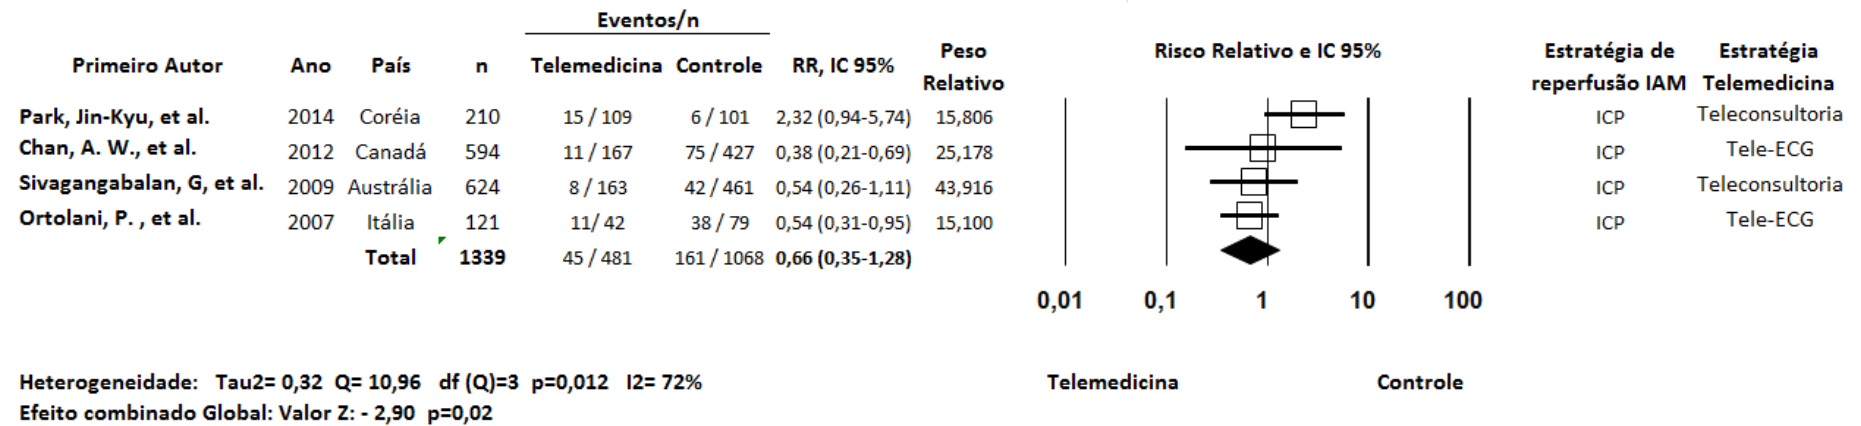 Eventos/n
Primeiro Autor Ano País n Telemedicina Controle RR, IC 95% Peso Relativo Risco Relativo e IC 95% Estratégia de reperfusão IAM Estratégia Telemedicina
Park, Jin-Kyu, et al. 2014 Coréia 210 15 / 109 6 / 101 2,32 (0,94-5,74) 15,806 ICP Teleconsultoria
Chan, A. W., et al. 2012 Canadá 594 11 / 167 75 / 427 0,38 (0,21-0,69) 25,178 ICP Tele-ECG
Sivagangabalan, G, et al. 2009 Austrália 624 8 / 163 42 / 461 0,54 (0,26-1,11) 43,916 ICP Teleconsultoria
Ortolani, P. , et al. 2007 Itália 121 11/ 42 38 / 79 0,54 (0,31-0,95) 15,100 ICP Tele-ECG
Total 1339 45 / 481 161 / 1068 0,66 (0,35-1,28)
0,01 0,1 1 10 100
Heterogeneidade: Tau2= 0,32 Q= 10,96 df (Q)=3 p=0,012 I2= 72% Telemedicina Controle
Efeito combinado Global: Valor Z: - 2,90 p=0,02